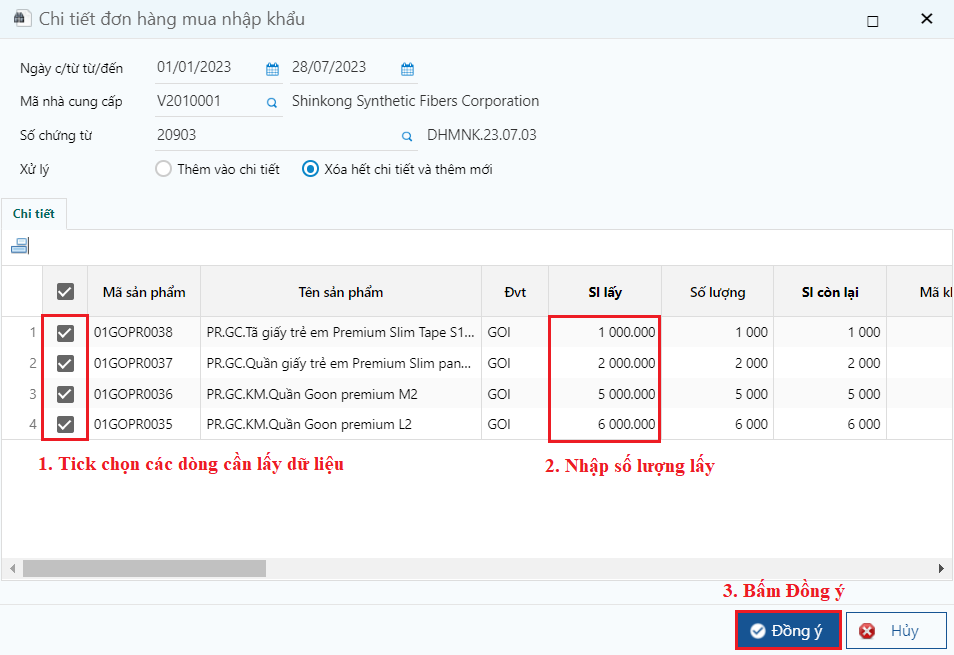 Chi tiết đơn hàng mua nhập khẩu
Ngày c/từ từ/đến 01/01/2023 28/07/2023
Mã nhà cung cấp V2010001 Shinkong Synthetic Fibers Corporation
Số chứng từ 20903 DHMNK.23.07.03
Xử lý Thêm vào chi tiết Xóa hết chi tiết và thêm mới
Chi tiết
Mã sản phẩm Tên sản phẩm Đvt Sl lấy Số lượng Sl còn lại Mã kl
1 01GOPR0038 PR.GC.Tã giấy trẻ em Premium Slim Tape S1... GOI 1 000.000 1 000 1 000
2 01GOPR0037 PR.GC.Quần giấy trẻ em Premium Slim pan... GOI 2 000.000 2 000 2 000
3 01GOPR0036 PR.GC.KM.Quần Goon premium M2 GOI 5 000.000 5 000 5 000
4 01GOPR0035 PR.GC.KM.Quần Goon premium L2 GOI 6 000.000 6 000 6 000
1. Tick chọn các dòng cần lấy dữ liệu
2. Nhập số lượng lấy
3. Bấm Đồng ý
Đồng ý Hủy